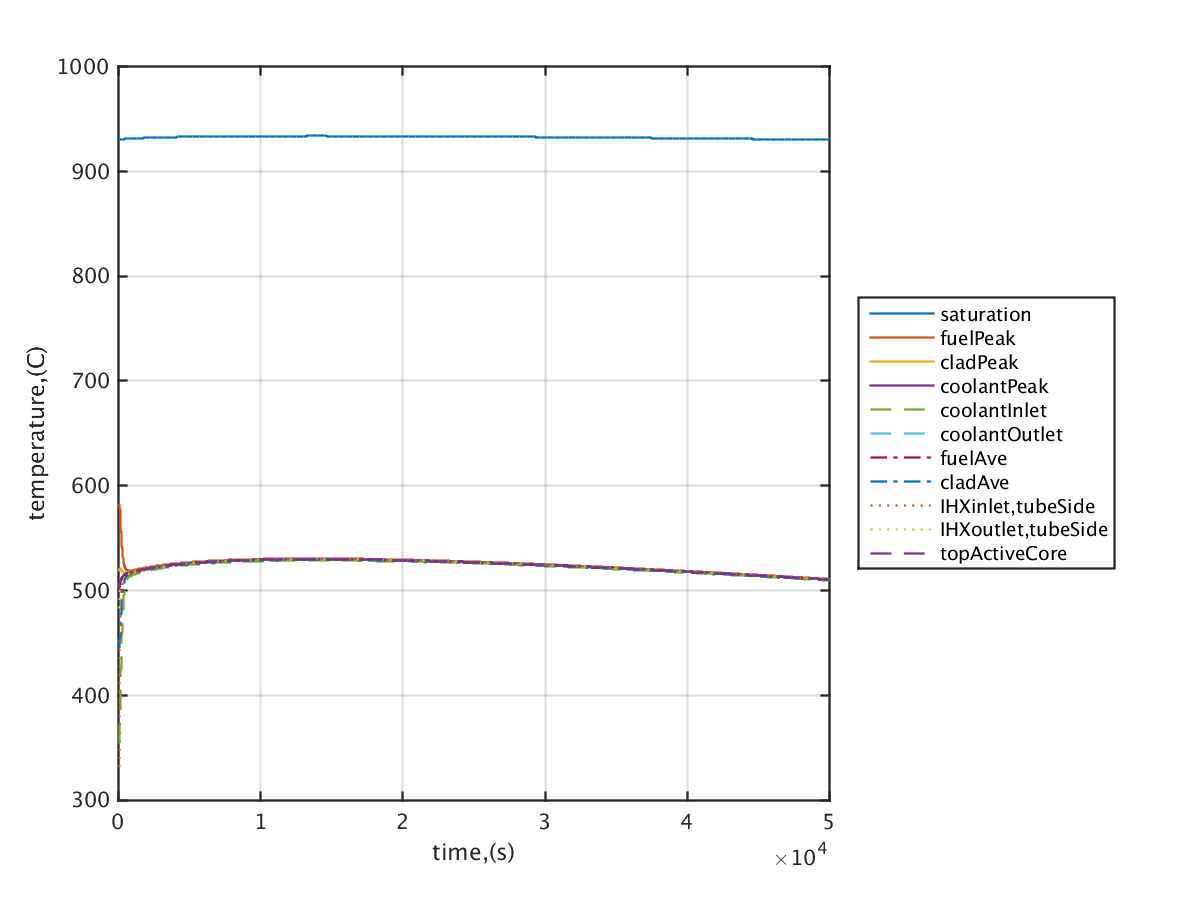 1000
900
800
700
600
500
400
300
temperature,(C)
0
1
2
3
4
5
×10^4
time,(s)
saturation
fuelPeak
cladPeak
coolantPeak
coolantInlet
coolantOutlet
fuelAve
cladAve
IHXinlet,tubeSide
IHXoutlet,tubeSide
topActiveCore